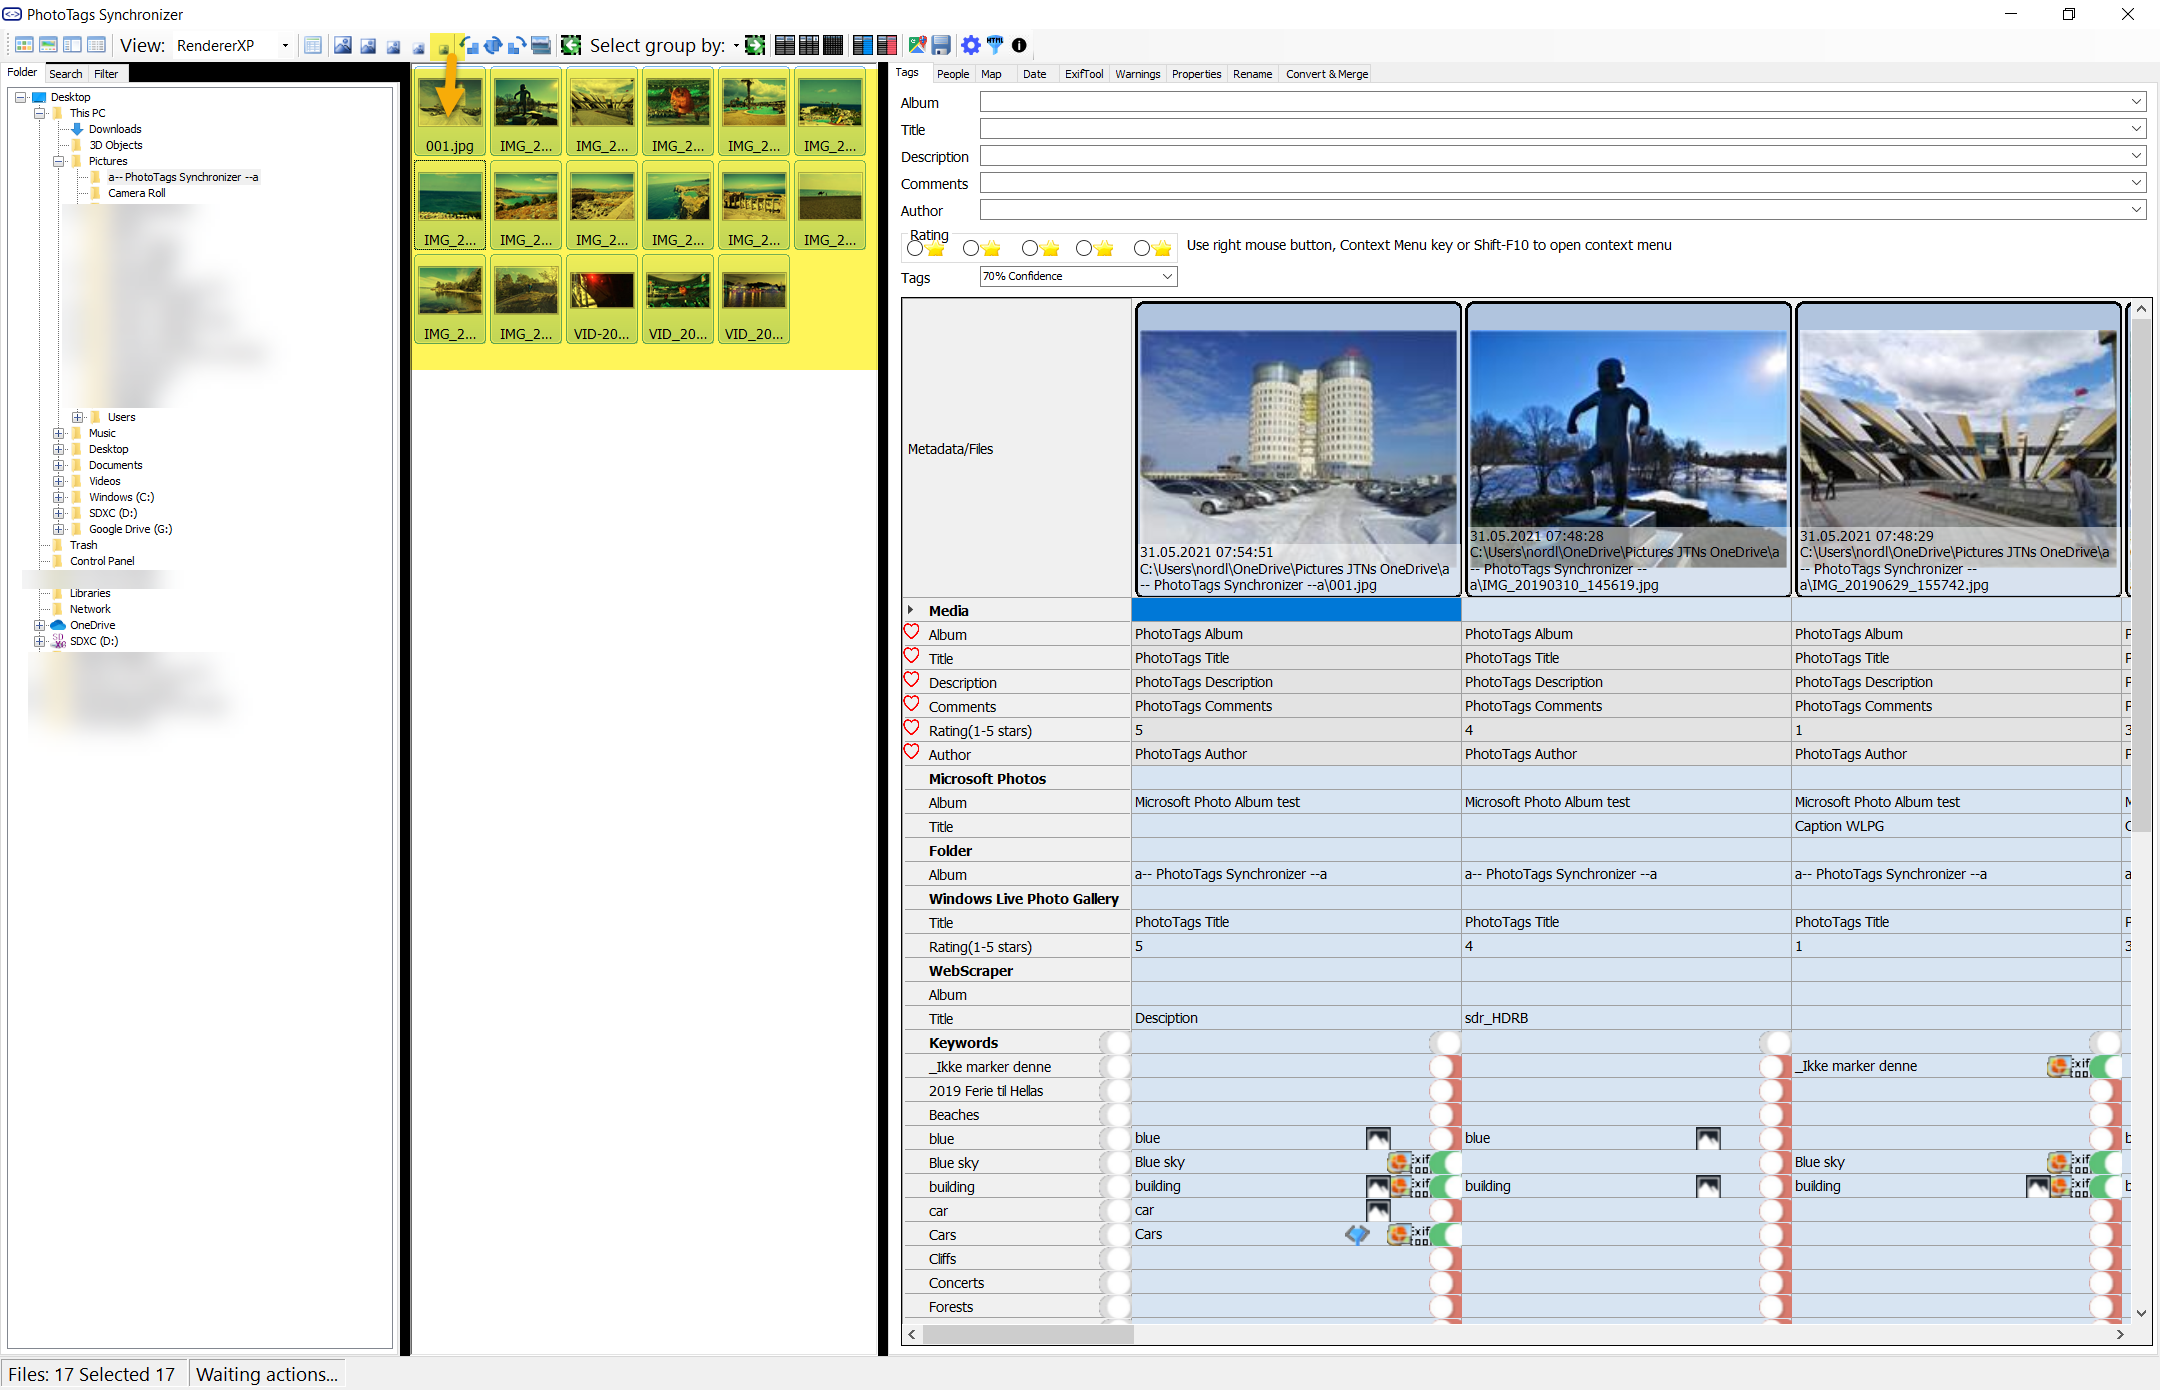 PhotoTags Synchronizer
View: RendererXP
Select group by:
HTML
Folder Search Filter
Desktop
This PC
Downloads
3D Objects
Pictures
a-- PhotoTags Synchronizer --a
Camera Roll
Users
Music
Desktop
Documents
Videos
Windows (C:)
SDXC (D:)
Google Drive (G:)
Trash
Control Panel
Libraries
Network
OneDrive
SDXC (D:)
001.jpg IMG_2... IMG_2... IMG_2... IMG_2... IMG_2...
IMG_2... IMG_2... IMG_2... IMG_2... IMG_2... IMG_2...
IMG_2... IMG_2... VID-20... VID_20... VID_20...
Tags People Map Date ExifTool Warnings Properties Rename Convert & Merge
Album
Title
Description
Comments
Author
Rating
Use right mouse button, Context Menu key or Shift-F10 to open context menu
Tags 70% Confidence
Metadata/Files
31.05.2021 07:54:51
C:\Users\nordl\OneDrive\Pictures JTNs OneDrive\a
-- PhotoTags Synchronizer --a\001.jpg
31.05.2021 07:48:28
C:\Users\nordl\OneDrive\Pictures JTNs OneDrive\a
-- PhotoTags Synchronizer --
a\IMG_20190310_145619.jpg
31.05.2021 07:48:29
C:\Users\nordl\OneDrive\Pictures JTNs OneDrive\a
-- PhotoTags Synchronizer --
a\IMG_20190629_155742.jpg
Media
Album PhotoTags Album PhotoTags Album PhotoTags Album
Title PhotoTags Title PhotoTags Title PhotoTags Title
Description PhotoTags Description PhotoTags Description PhotoTags Description
Comments PhotoTags Comments PhotoTags Comments PhotoTags Comments
Rating(1-5 stars) 5 4 1 3
Author PhotoTags Author PhotoTags Author PhotoTags Author
Microsoft Photos
Album Microsoft Photo Album test Microsoft Photo Album test Microsoft Photo Album test
Title Caption WLPG
Folder
Album a-- PhotoTags Synchronizer --a a-- PhotoTags Synchronizer --a a-- PhotoTags Synchronizer --a a
Windows Live Photo Gallery
Title PhotoTags Title PhotoTags Title PhotoTags Title
Rating(1-5 stars) 5 4 1 3
WebScraper
Album
Title Desciption sdr_HDRB
Keywords
_Ikke marker denne _Ikke marker denne
2019 Ferie til Hellas
Beaches
blue blue blue b
Blue sky Blue sky Blue sky
building building building building b
car car
Cars Cars
Cliffs
Concerts
Forests
Files: 17 Selected 17 Waiting actions...